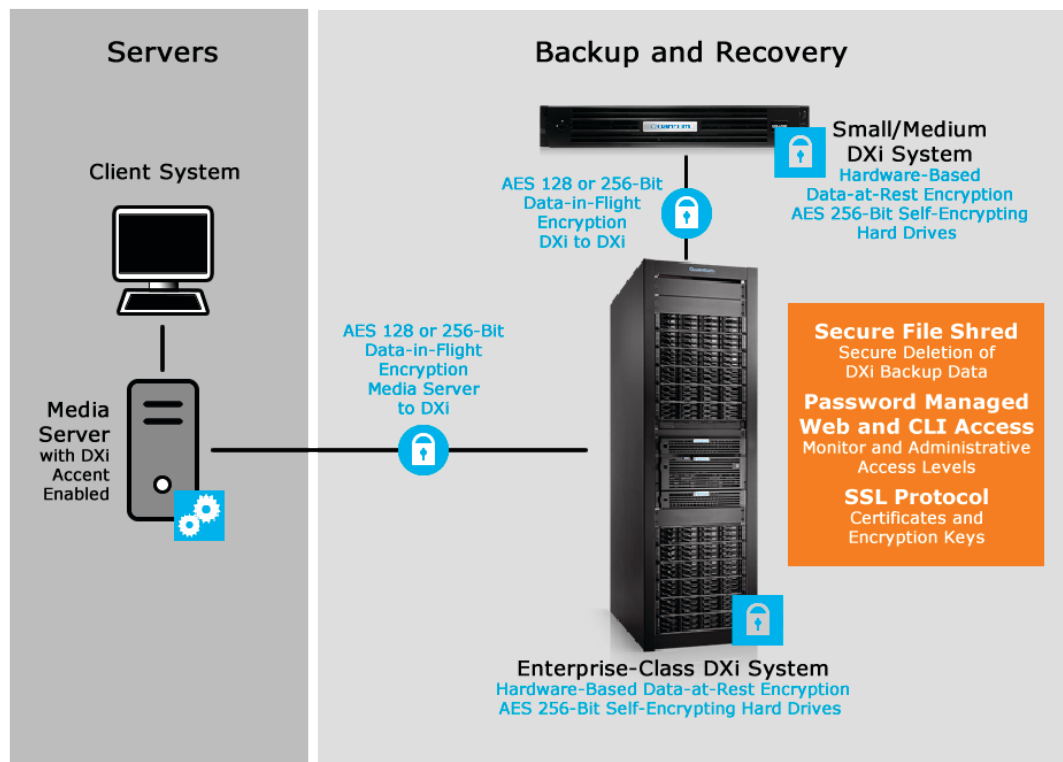 Servers
Client System
Media
Server
with DXi
Accent
Enabled
Backup and Recovery
AES 128 or 256-Bit
Data-in-Flight
Encryption
Media Server
to DXi
AES 128 or 256-Bit
Data-in-Flight
Encryption
DXi to DXi
Quantum
Small/Medium
DXi System
Hardware-Based
Data-at-Rest Encryption
AES 256-Bit Self-Encrypting
Hard Drives
Quantum
Secure File Shred
Secure Deletion of
DXi Backup Data
Password Managed
Web and CLI Access
Monitor and Administrative
Access Levels
SSL Protocol
Certificates and
Encryption Keys
Enterprise-Class DXi System
Hardware-Based Data-at-Rest Encryption
AES 256-Bit Self-Encrypting Hard Drives